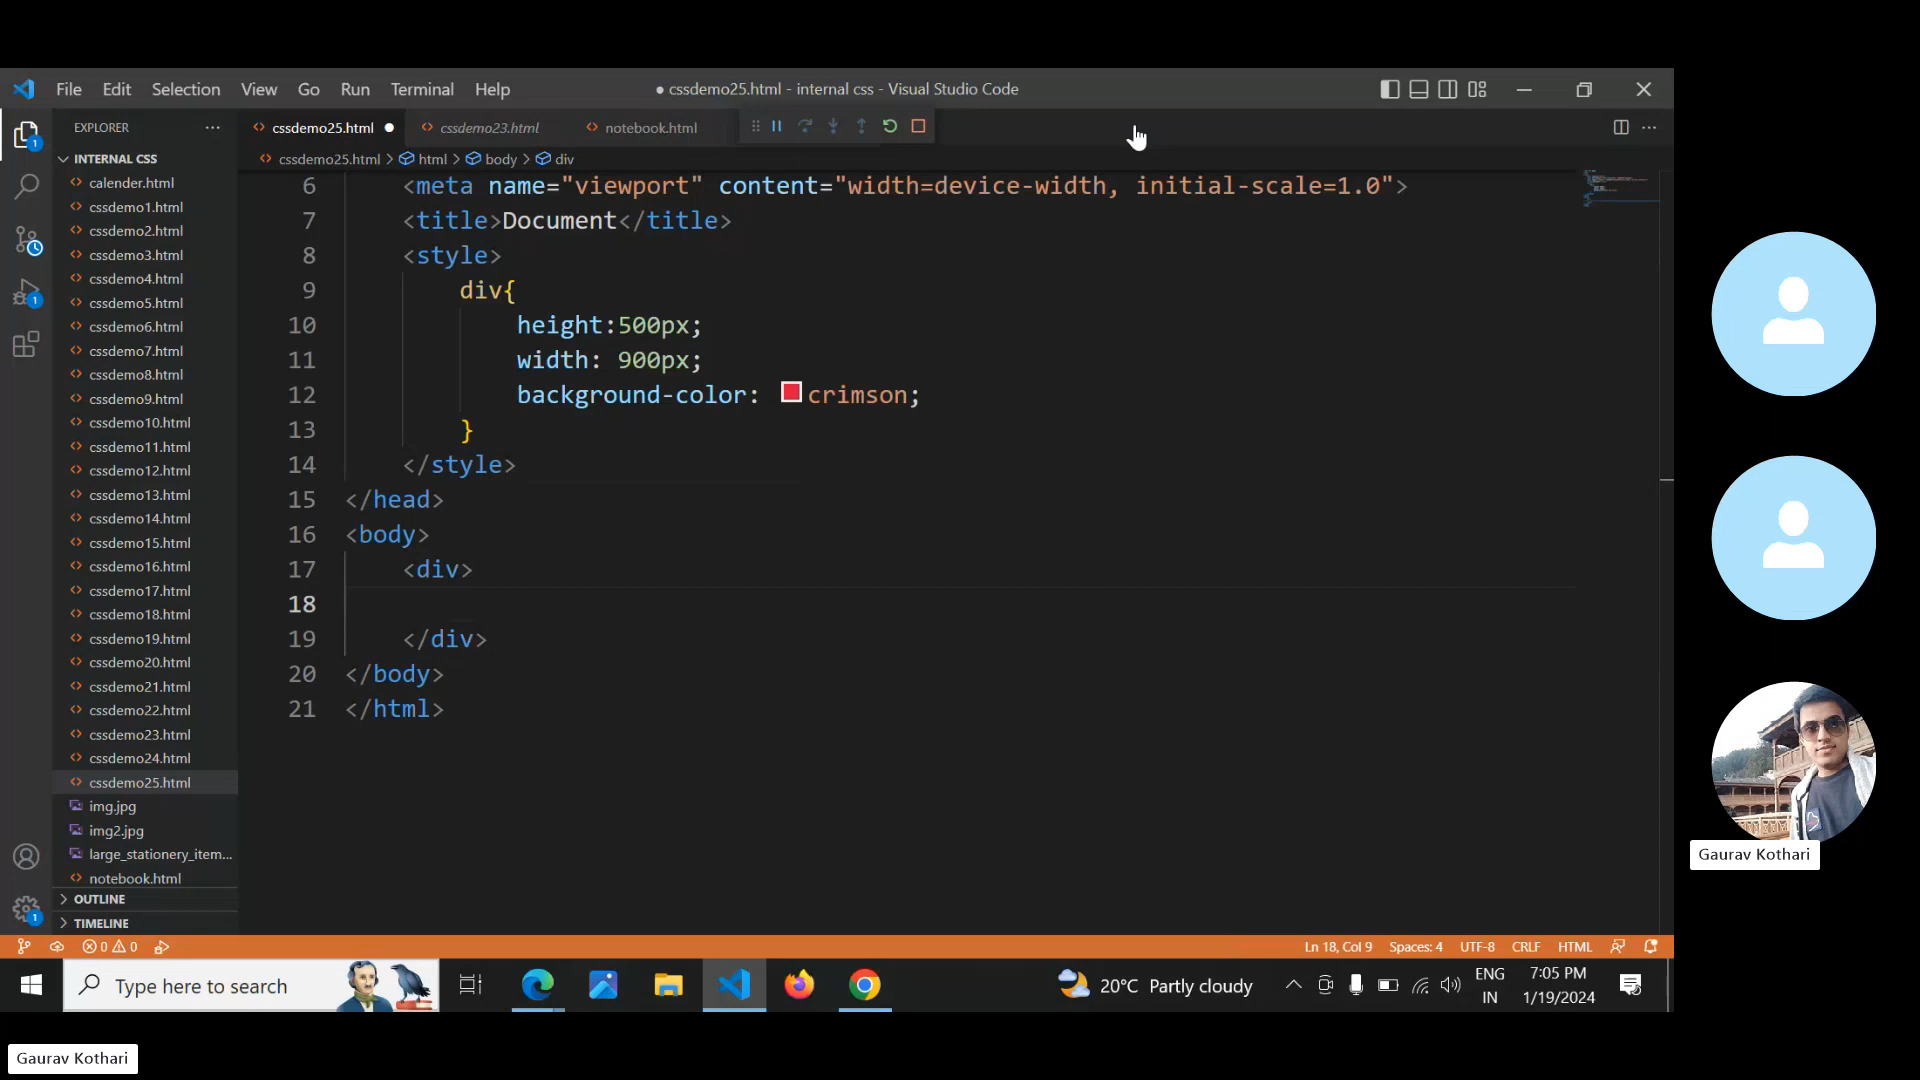 File Edit Selection View Go Run Terminal Help
● cssdemo25.html - internal css - Visual Studio Code
EXPLORER
cssdemo25.html
cssdemo23.html
notebook.html
cssdemo25.html > html > body > div
INTERNAL CSS
calender.html
cssdemo1.html
cssdemo2.html
cssdemo3.html
cssdemo4.html
cssdemo5.html
cssdemo6.html
cssdemo7.html
cssdemo8.html
cssdemo9.html
cssdemo10.html
cssdemo11.html
cssdemo12.html
cssdemo13.html
cssdemo14.html
cssdemo15.html
cssdemo16.html
cssdemo17.html
cssdemo18.html
cssdemo19.html
cssdemo20.html
cssdemo21.html
cssdemo22.html
cssdemo23.html
cssdemo24.html
cssdemo25.html
img.jpg
img2.jpg
large_stationery_item...
notebook.html
OUTLINE
TIMELINE
6 <meta name="viewport" content="width=device-width, initial-scale=1.0">
7 <title>Document</title>
8 <style>
9 div{
10 height:500px;
11 width: 900px;
12 background-color: crimson;
13 }
14 </style>
15 </head>
16 <body>
17 <div>
18
19 </div>
20 </body>
21 </html>
1
1
1
0 0
Ln 18, Col 9 Spaces: 4 UTF-8 CRLF HTML
Type here to search
20°C Partly cloudy
ENG
IN
7:05 PM
1/19/2024
Gaurav Kothari
Gaurav Kothari